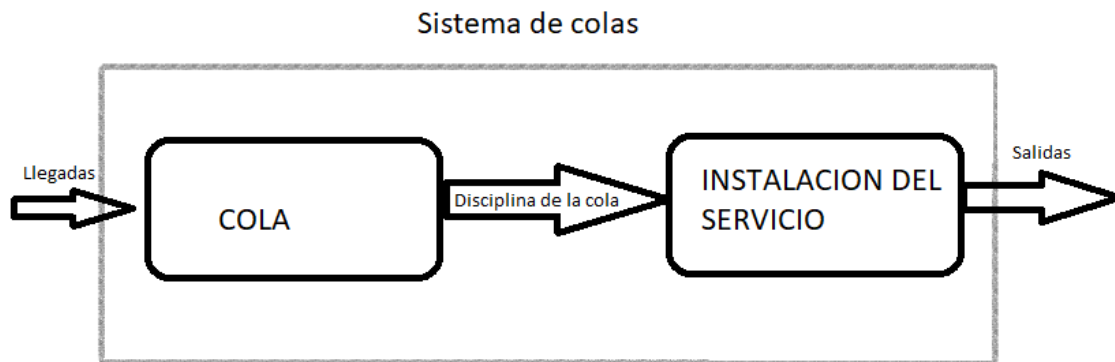 Sistema de colas
Llegadas
COLA
Disciplina de la cola
INSTALACION DEL
SERVICIO
Salidas